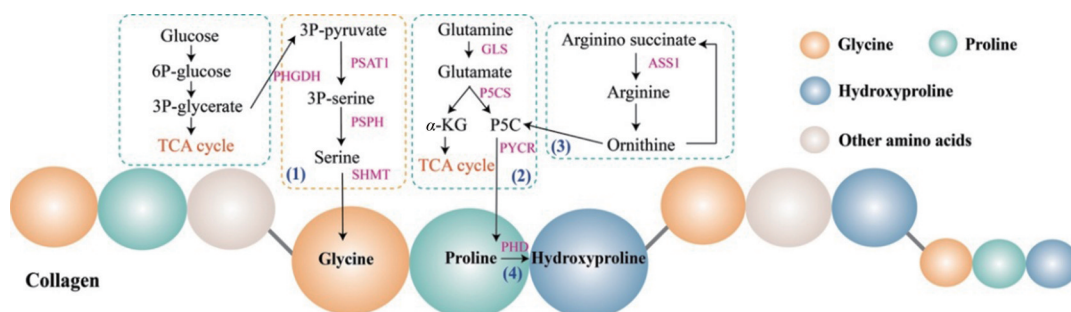 Glucose
6P-glucose
3P-glycerate
TCA cycle
PHGDH
3P-pyruvate
PSAT1
3P-serine
PSPH
Serine
(1)
SHMT
Glutamine
GLS
Glutamate
P5CS
α-KG
P5C
PYCR
TCA cycle
(2)
Arginino succinate
ASS1
Arginine
(3)
Ornithine
Glycine
Proline
Hydroxyproline
Other amino acids
Glycine
Proline
PHD
(4)
Hydroxyproline
Collagen